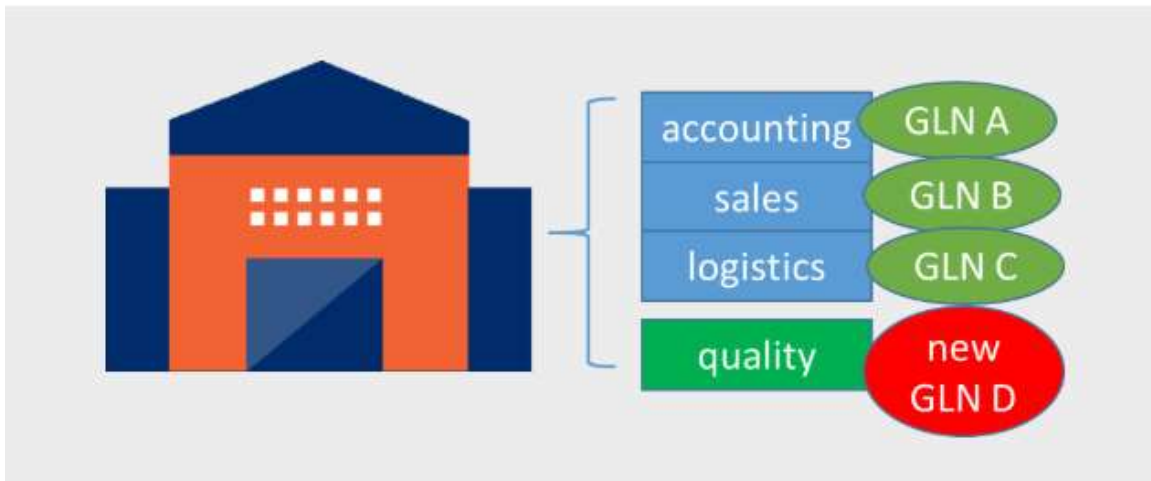 accounting
GLN A
sales
GLN B
logistics
GLN C
quality
new
GLN D